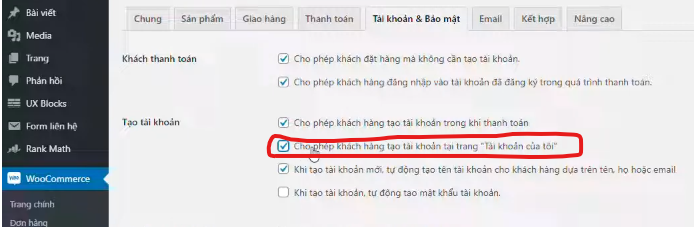 Bài viết
Media
Trang
Phản hồi
UX Blocks
Form liên hệ
Rank Math
WooCommerce
Trang chính
Đơn hàng
Chung
Sản phẩm
Giao hàng
Thanh toán
Tài khoản & Bảo mật
Email
Kết hợp
Nâng cao
Khách thanh toán
Cho phép khách đặt hàng mà không cần tạo tài khoản.
Cho phép khách hàng đăng nhập vào tài khoản đã đăng ký trong quá trình thanh toán.
Tạo tài khoản
Cho phép khách hàng tạo tài khoản trong khi thanh toán
Cho phép khách hàng tạo tài khoản tại trang "Tài khoản của tôi"
Khi tạo tài khoản mới, tự động tạo tên tài khoản cho khách hàng dựa trên tên, họ hoặc email
Khi tạo tài khoản, tự động tạo mật khẩu tài khoản.